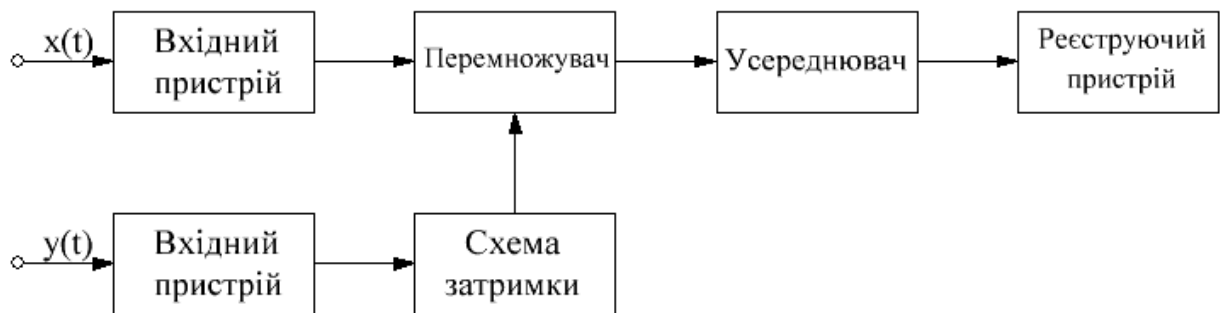 x(t)
Вхідний
пристрій
Перемножувач
Усереднювач
Реєструючий
пристрій
y(t)
Вхідний
пристрій
Схема
затримки